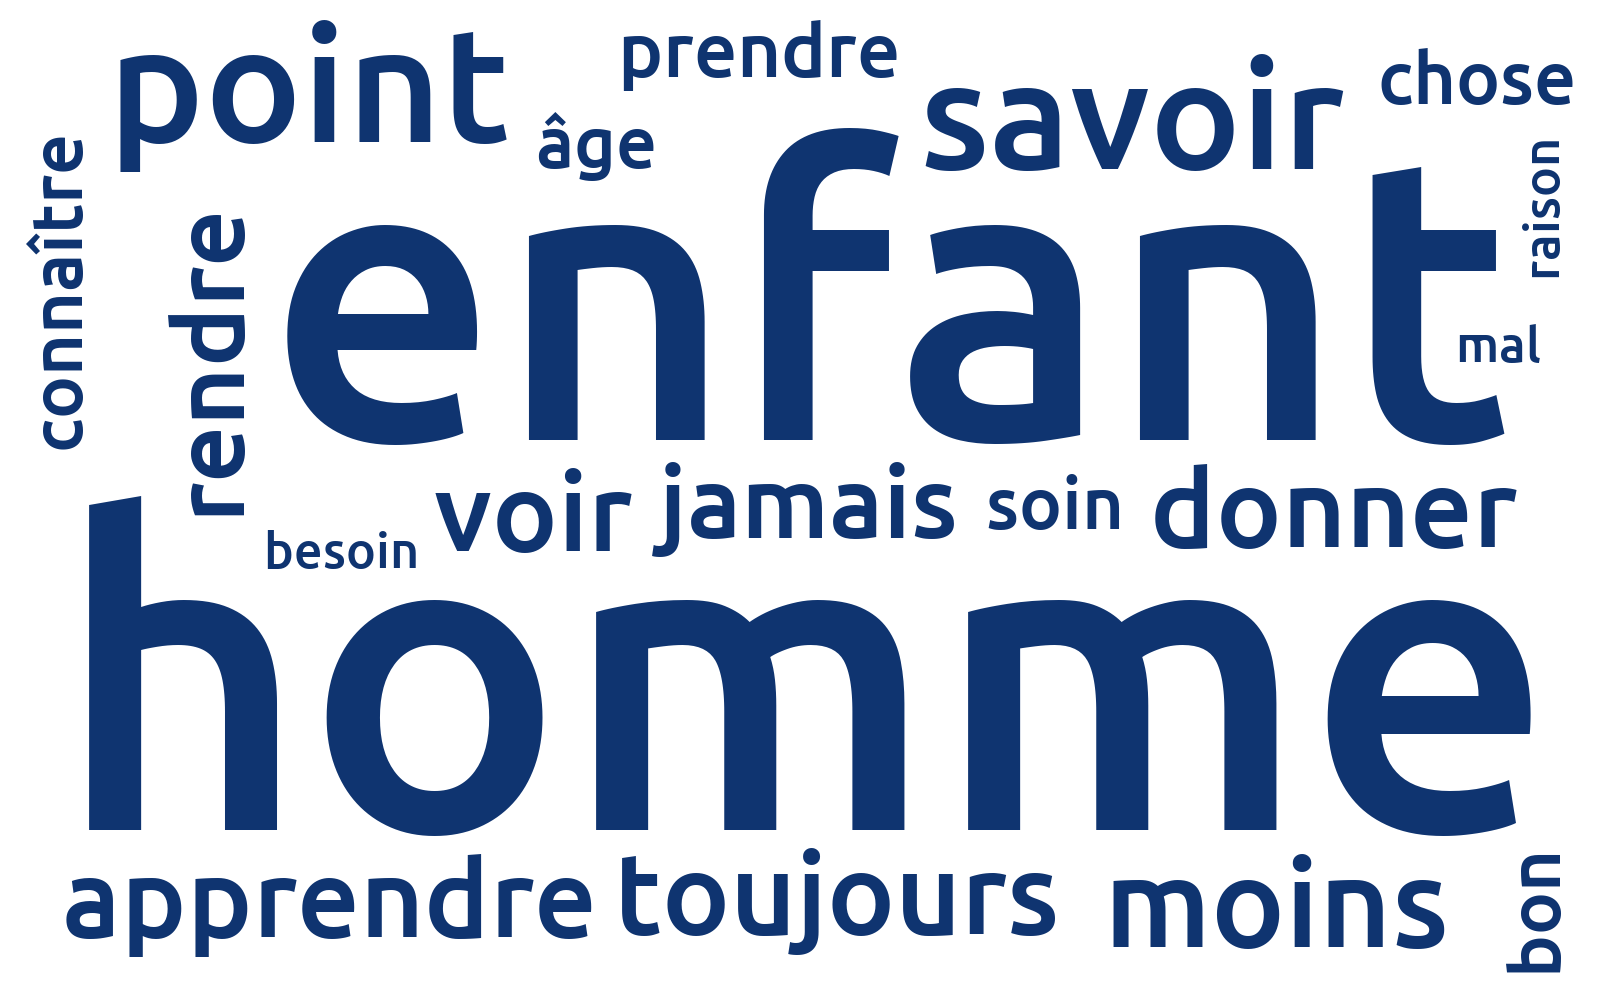 point
prendre
savoir
chose
âge
connaître
rendre
enfant
raison
mal
voir
jamais
soin
donner
besoin
homme
apprendre
toujours
moins
bon